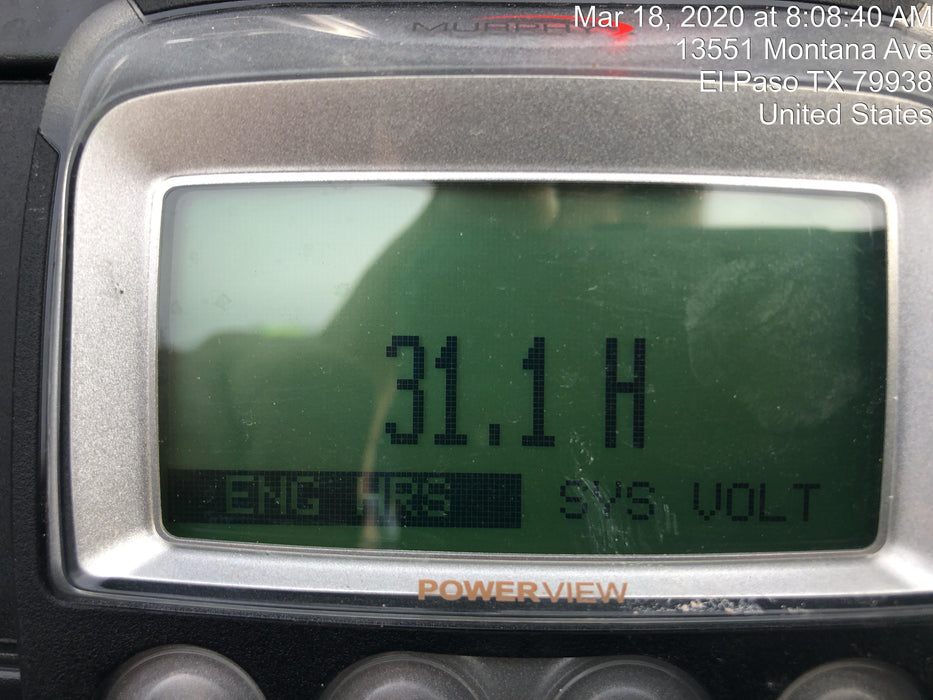 MURPHY
Mar 18, 2020 at 8:08:40 AM
13551 Montana Ave
El Paso TX 79938
United States
31.1 H
ENG HRS SYS VOLT
POWERVIEW